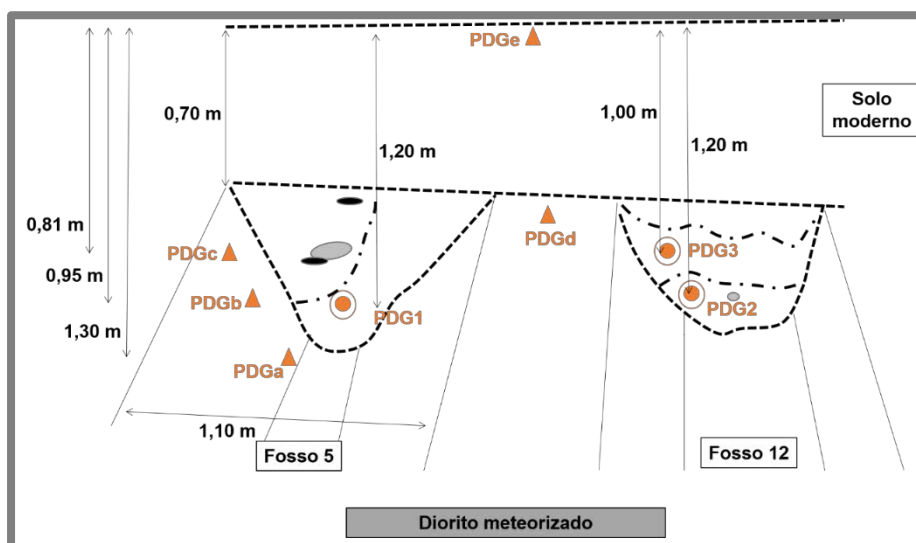 PDGe
0,70 m
1,00 m
Solo
moderno
1,20 m
1,20 m
0,81 m
PDGc
PDGd
PDG3
0,95 m
PDGb
PDG1
PDG2
1,30 m
PDGa
1,10 m
Fosso 5
Fosso 12
Diorito meteorizado